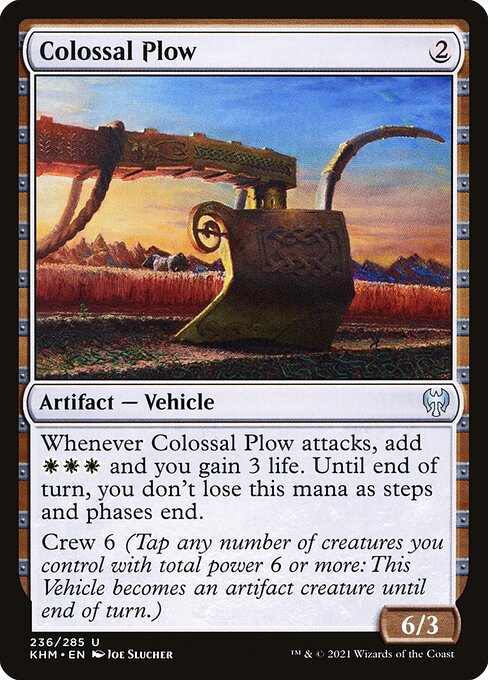 Colossal Plow 2
Artifact — Vehicle
Whenever Colossal Plow attacks, add
and you gain 3 life. Until end of
turn, you don't lose this mana as steps
and phases end.
Crew 6 (Tap any number of creatures you
control with total power 6 or more: This
Vehicle becomes an artifact creature until
end of turn.)
6/3
236/285 U
KHM • EN Joe Slucher
™ & © 2021 Wizards of the Coast